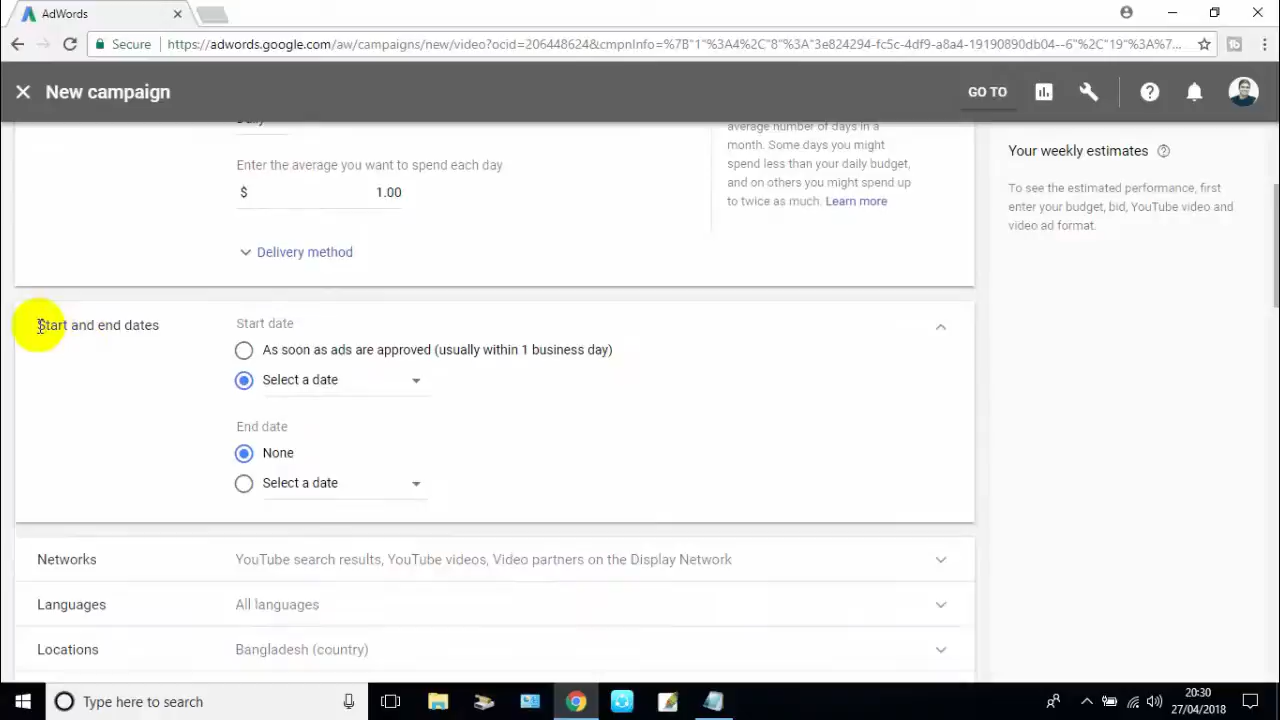 AdWords
Secure
https://adwords.google.com/aw/campaigns/new/video?ocid=206448624&cmpnInfo=%7B"1"%3A4%2C"8"%3A"3e824294-fc5c-4df9-a8a4-19190890db04--6"%2C"19"%3A%7...
New campaign
GO TO
Daily
Enter the average you want to spend each day
$ 1.00
Delivery method
average number of days in a
month. Some days you might
spend less than your daily budget,
and on others you might spend up
to twice as much. Learn more
Your weekly estimates
To see the estimated performance, first
enter your budget, bid, YouTube video and
video ad format.
Start and end dates
Start date
As soon as ads are approved (usually within 1 business day)
Select a date
End date
None
Select a date
Networks
YouTube search results, YouTube videos, Video partners on the Display Network
Languages
All languages
Locations
Bangladesh (country)
Type here to search
20:30
27/04/2018